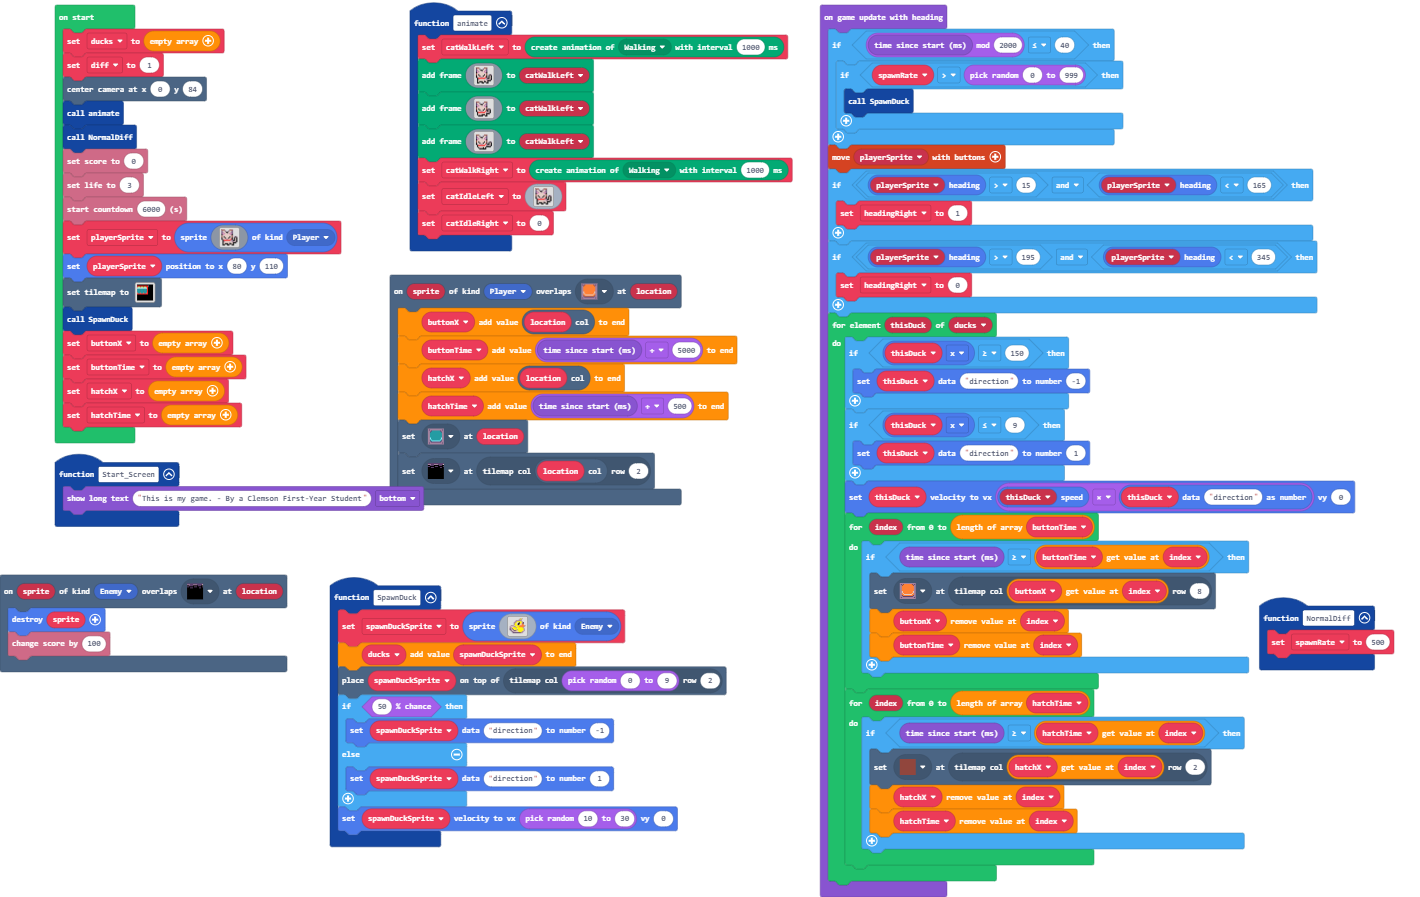 on start
set ducks to empty array
set diff to 1
center camera at x 0 y 84
call animate
call NormalDiff
set score to 0
set life to 3
start countdown 6000 (s)
set playerSprite to sprite of kind Player
set playerSprite position to x 80 y 110
set tilemap to
call SpawnDuck
set buttonX to empty array
set buttonTime to empty array
set hatchX to empty array
set hatchTime to empty array
function Start_Screen
show long text "This is my game. - By a Clemson First-Year Student" bottom
on sprite of kind Enemy overlaps at location
destroy sprite
change score by 100
function animate
set catWalkLeft to create animation of Walking with interval 1000 ms
add frame to catWalkLeft
add frame to catWalkLeft
add frame to catWalkLeft
set catWalkRight to create animation of Walking with interval 1000 ms
set catIdleLeft to
set catIdleRight to 0
on sprite of kind Player overlaps at location
buttonX add value location col to end
buttonTime add value time since start (ms) + 5000 to end
hatchX add value location col to end
hatchTime add value time since start (ms) + 500 to end
set at location
set at tilemap col location col row 2
function SpawnDuck
set spawnDuckSprite to sprite of kind Enemy
ducks add value spawnDuckSprite to end
place spawnDuckSprite on top of tilemap col pick random 0 to 9 row 2
if 50 % chance then
set spawnDuckSprite data "direction" to number -1
else
set spawnDuckSprite data "direction" to number 1
set spawnDuckSprite velocity to vx pick random 10 to 30 vy 0
on game update with heading
if time since start (ms) mod 2000 ≤ 40 then
if spawnRate > pick random 0 to 999 then
call SpawnDuck
move playerSprite with buttons
if playerSprite heading > 15 and playerSprite heading < 165 then
set headingRight to 1
if playerSprite heading > 195 and playerSprite heading < 345 then
set headingRight to 0
for element thisDuck of ducks
do
if thisDuck x ≥ 150 then
set thisDuck data "direction" to number -1
if thisDuck x ≤ 9 then
set thisDuck data "direction" to number 1
set thisDuck velocity to vx thisDuck speed × thisDuck data "direction" as number vy 0
for index from 0 to length of array buttonTime
do
if time since start (ms) ≥ buttonTime get value at index then
set at tilemap col buttonX get value at index row 8
buttonX remove value at index
buttonTime remove value at index
for index from 0 to length of array hatchTime
do
if time since start (ms) ≥ hatchTime get value at index then
set at tilemap col hatchX get value at index row 2
hatchX remove value at index
hatchTime remove value at index
function NormalDiff
set spawnRate to 500